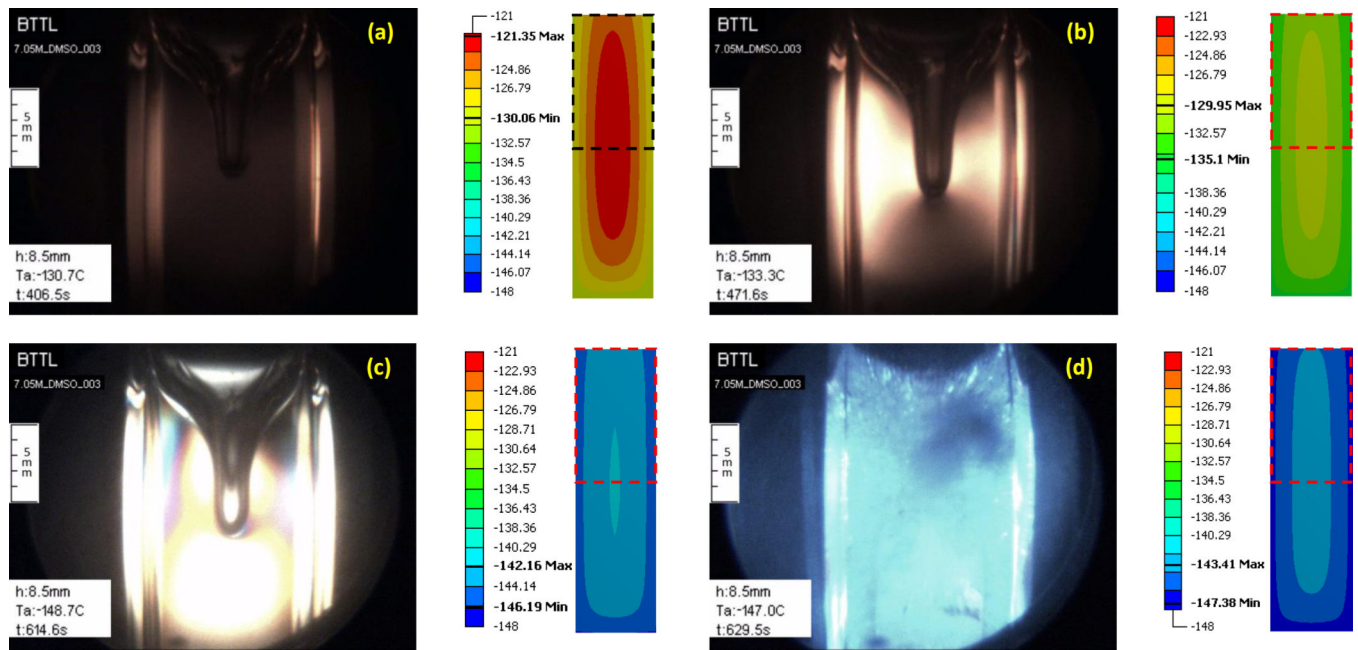 BTTL
7.05M_DMSO_003
(a)
5
m
m
h:8.5mm
Ta:-130.7C
t:406.5s
-121
-121.35 Max
-124.86
-126.79
-130.06 Min
-132.57
-134.5
-136.43
-138.36
-140.29
-142.21
-144.14
-146.07
-148
BTTL
7.05M_DMSO_003
(b)
5
m
m
h:8.5mm
Ta:-133.3C
t:471.6s
-121
-122.93
-124.86
-126.79
-129.95 Max
-132.57
-135.1 Min
-138.36
-140.29
-142.21
-144.14
-146.07
-148
BTTL
7.05M_DMSO_003
(c)
5
m
m
h:8.5mm
Ta:-148.7C
t:614.6s
-121
-122.93
-124.86
-126.79
-128.71
-130.64
-132.57
-134.5
-136.43
-138.36
-140.29
-142.16 Max
-144.14
-146.19 Min
-148
BTTL
7.05M_DMSO_003
(d)
5
m
m
h:8.5mm
Ta:-147.0C
t:629.5s
-121
-122.93
-124.86
-126.79
-128.71
-130.64
-132.57
-134.5
-136.43
-138.36
-140.29
-143.41 Max
-147.38 Min
-148